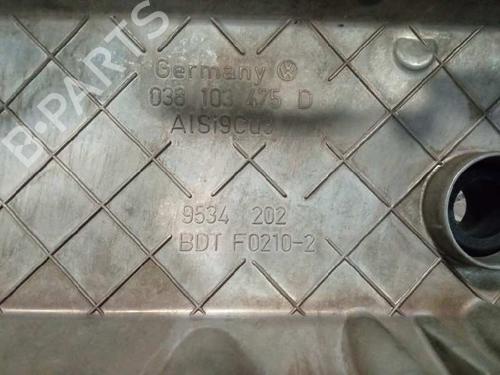 B-PARTS
Germany
038 103 475 D
AlSi9Cu3
9534 202
BDT F0210-2